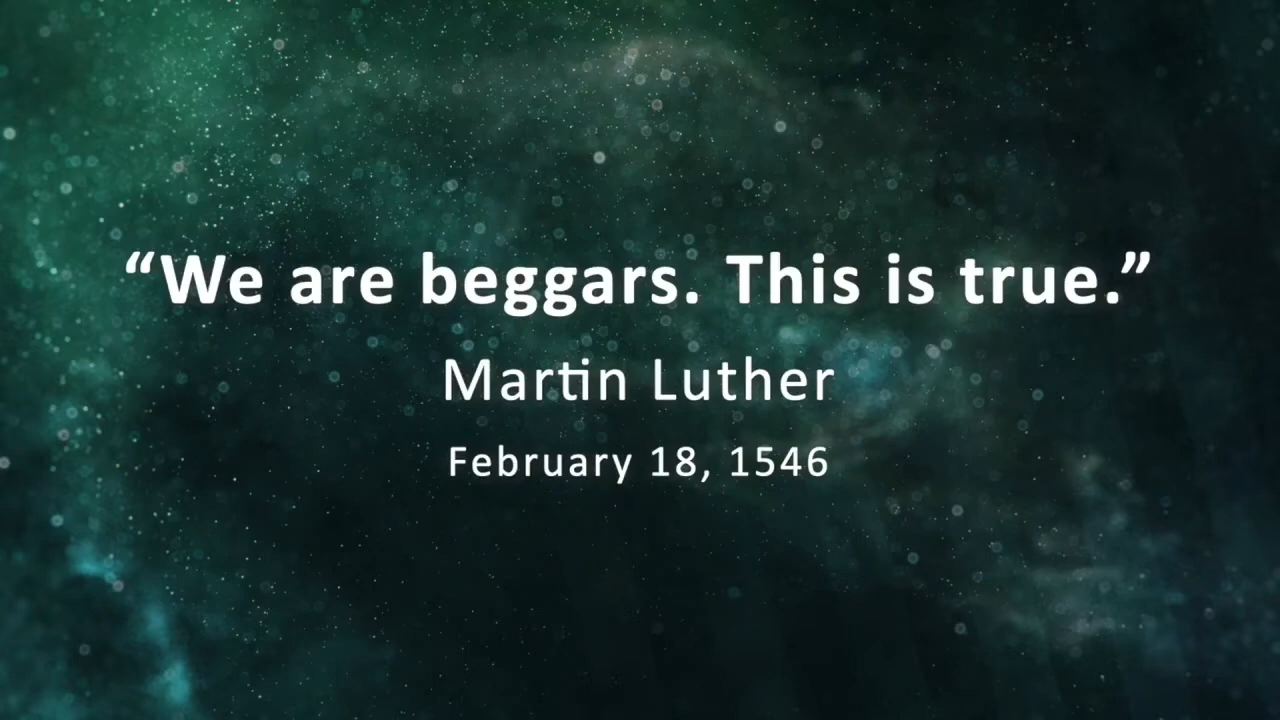 “We are beggars. This is true.”
Martin Luther
February 18, 1546